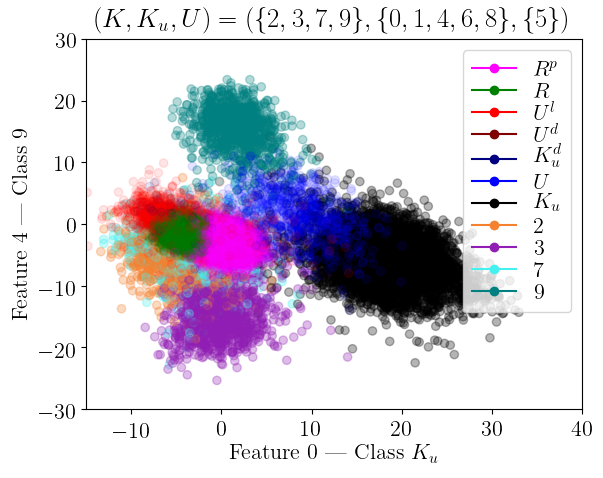 (K, K_u, U) = ({2, 3, 7, 9}, {0, 1, 4, 6, 8}, {5})
30
20
10
0
−10
−20
−30
Feature 4 — Class 9
R^p
R
U^l
U^d
K_u^d
U
K_u
2
3
7
9
−10 0 10 20 30 40
Feature 0 — Class K_u